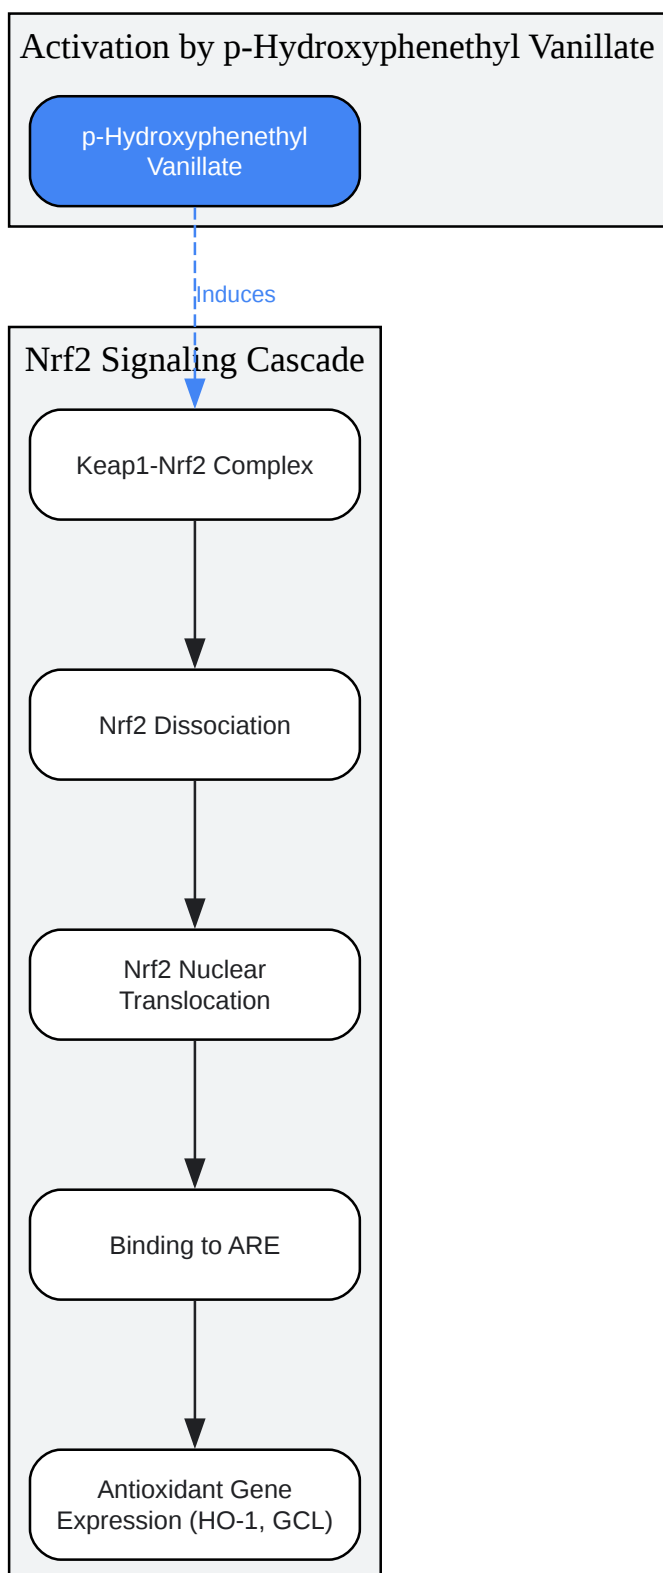 Activation by p-Hydroxyphenethyl Vanillate
p-Hydroxyphenethyl
Vanillate
Induces
Nrf2 Signaling Cascade
Keap1-Nrf2 Complex
Nrf2 Dissociation
Nrf2 Nuclear
Translocation
Binding to ARE
Antioxidant Gene
Expression (HO-1, GCL)